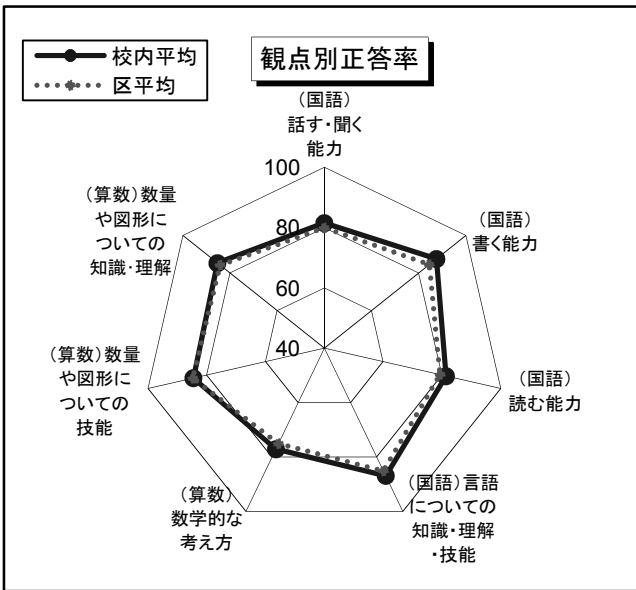 校内平均
区平均
観点別正答率
(国語)
話す・聞く
能力
(国語)
書く能力
(国語)
読む能力
(国語)言語
についての
知識・理解
・技能
(算数)
数学的な
考え方
(算数)数量
や図形に
ついての
技能
(算数)数量
や図形に
ついての
知識・理解
100
80
60
40